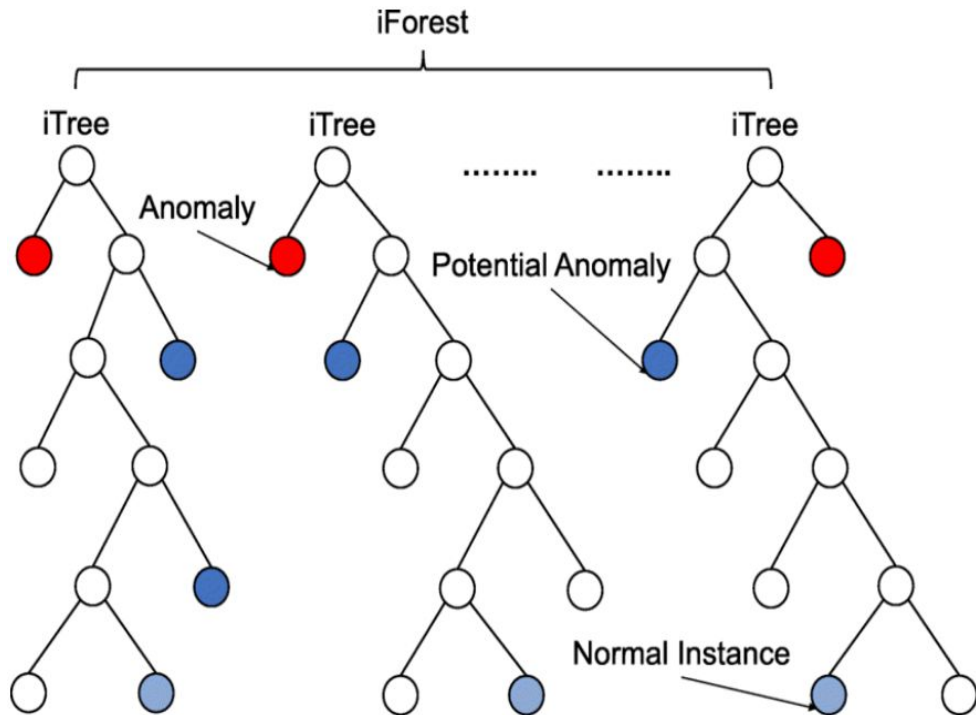 iForest
iTree
iTree
iTree
........ ........
Anomaly
Potential Anomaly
Normal Instance